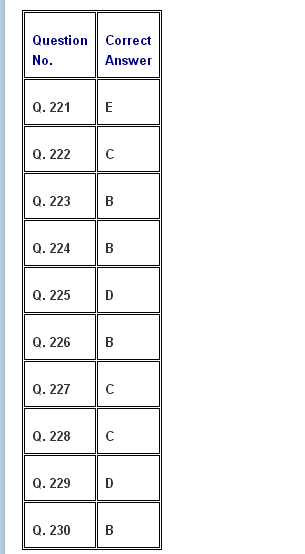 Question Correct
No. Answer
Q. 221 E
Q. 222 C
Q. 223 B
Q. 224 B
Q. 225 D
Q. 226 B
Q. 227 C
Q. 228 C
Q. 229 D
Q. 230 B